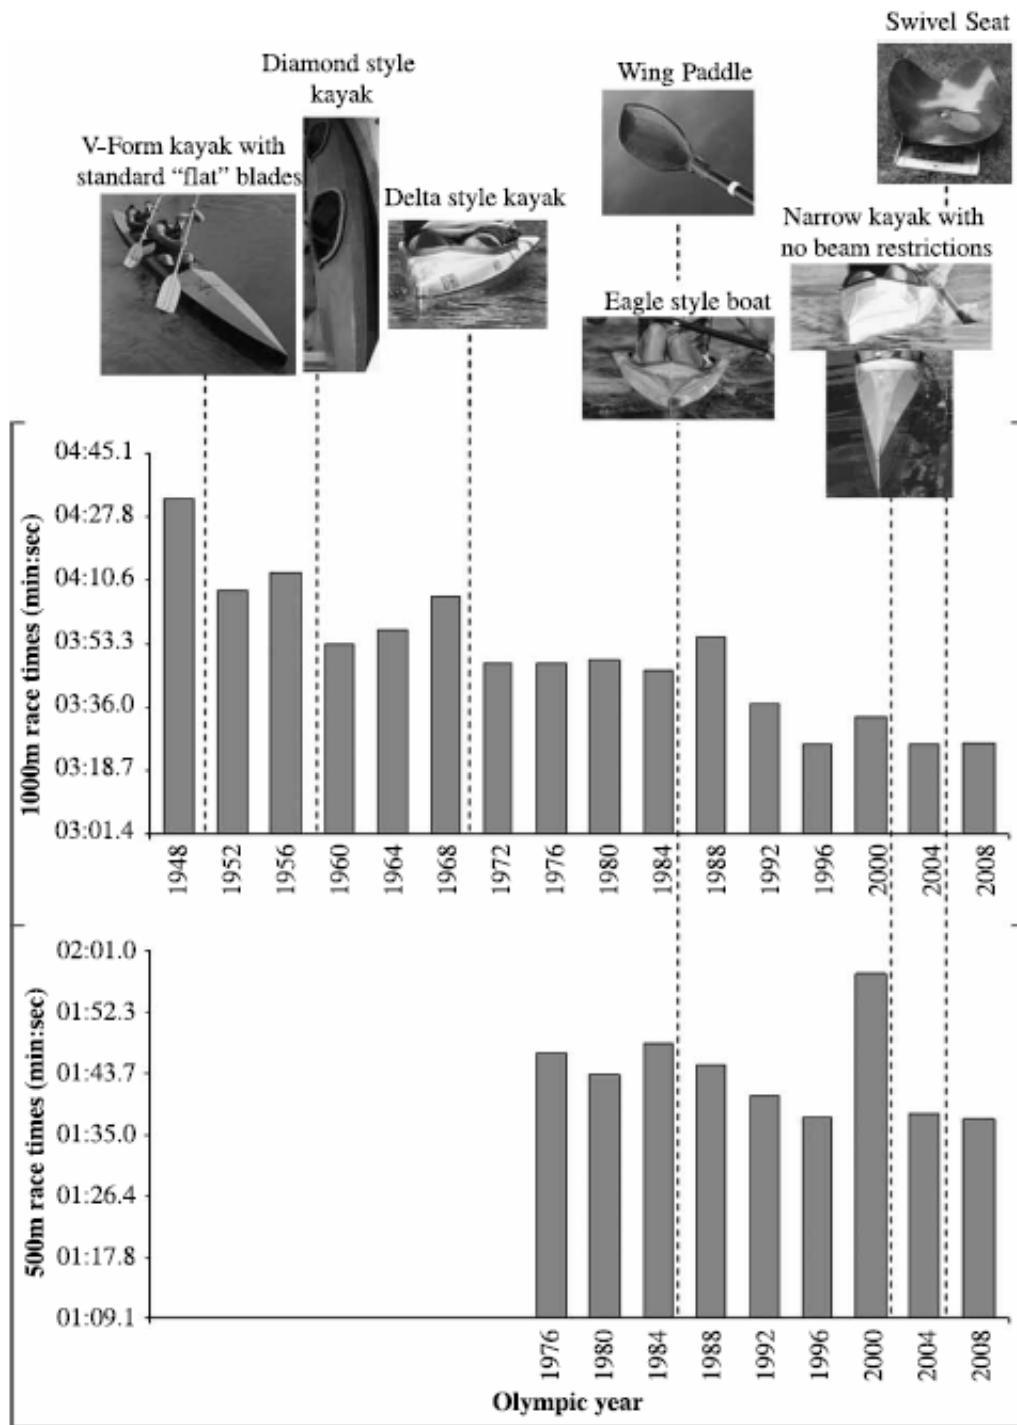 Swivel Seat
Diamond style
kayak
Wing Paddle
V-Form kayak with
standard “flat” blades
Delta style kayak
Narrow kayak with
no beam restrictions
Eagle style boat
1000m race times (min:sec)
04:45.1
04:27.8
04:10.6
03:53.3
03:36.0
03:18.7
03:01.4
1948 1952 1956 1960 1964 1968 1972 1976 1980 1984 1988 1992 1996 2000 2004 2008
500m race times (min:sec)
02:01.0
01:52.3
01:43.7
01:35.0
01:26.4
01:17.8
01:09.1
1976 1980 1984 1988 1992 1996 2000 2004 2008
Olympic year